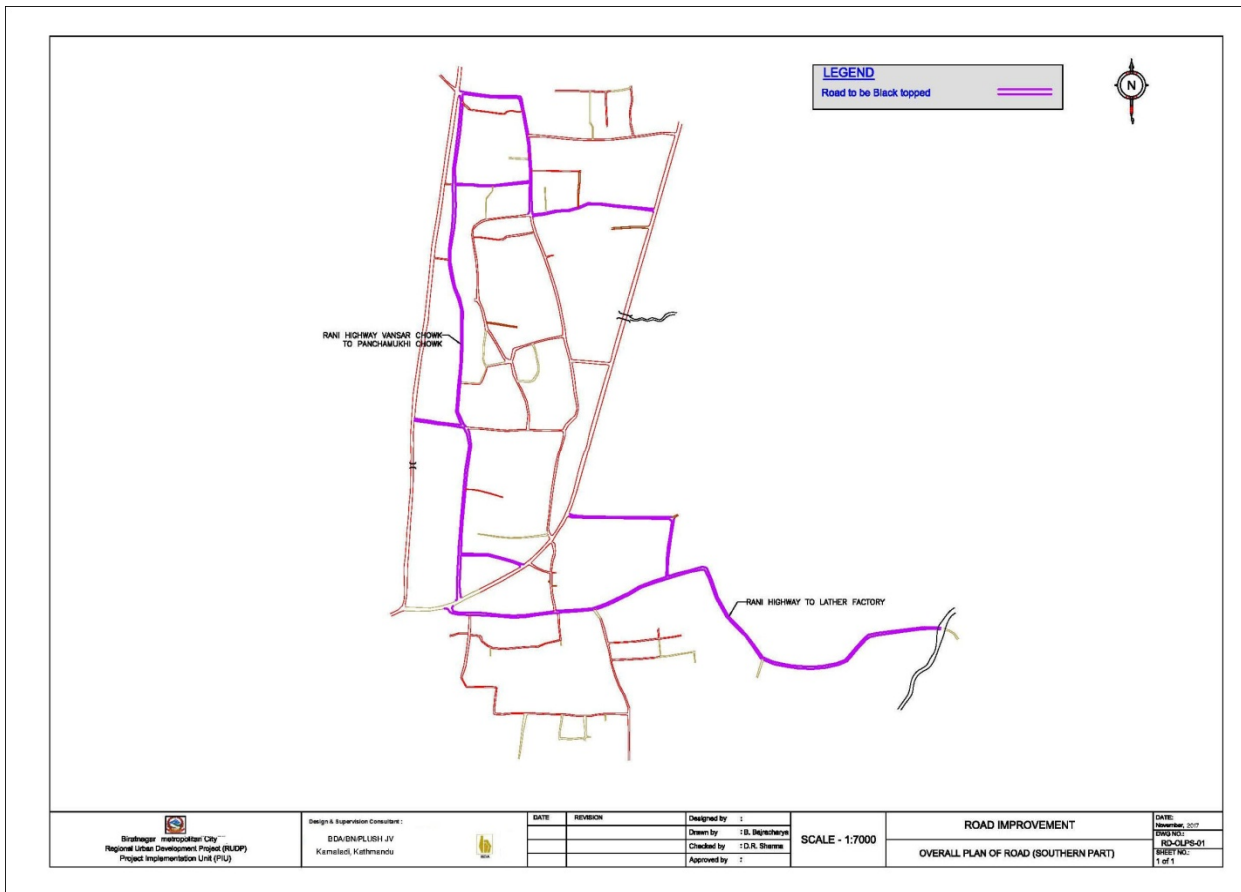 LEGEND
Road to be Black topped
N
RANI HIGHWAY VANSAR CHOWK
TO PANCHAMUKHI CHOWK
RANI HIGHWAY TO LATHER FACTORY
Biratnagar metropolitan City
Regional Urban Development Project (RUDP)
Project Implementation Unit (PIU)
Design & Supervision Consultant :
BDA/BN/PLUSH JV
Kamaladi, Kathmandu
BDA
DATE REVISION
Designed by :
Drawn by : B. Bajracharya
Checked by : D.R. Sharma
Approved by :
SCALE - 1:7000
ROAD IMPROVEMENT
OVERALL PLAN OF ROAD (SOUTHERN PART)
DATE:
November, 2017
DWG NO.:
RD-OLPS-01
SHEET NO.:
1 of 1